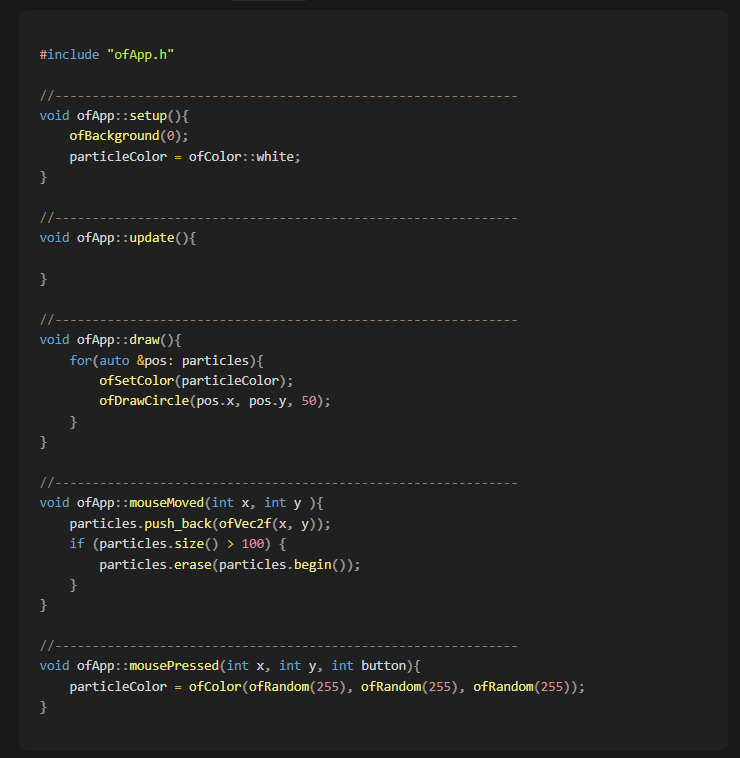 #include "ofApp.h"
//--------------------------------------------------------------
void ofApp::setup(){
    ofBackground(0);
    particleColor = ofColor::white;
}
//--------------------------------------------------------------
void ofApp::update(){
}
//--------------------------------------------------------------
void ofApp::draw(){
    for(auto &pos: particles){
        ofSetColor(particleColor);
        ofDrawCircle(pos.x, pos.y, 50);
    }
}
//--------------------------------------------------------------
void ofApp::mouseMoved(int x, int y ){
    particles.push_back(ofVec2f(x, y));
    if (particles.size() > 100) {
        particles.erase(particles.begin());
    }
}
//--------------------------------------------------------------
void ofApp::mousePressed(int x, int y, int button){
    particleColor = ofColor(ofRandom(255), ofRandom(255), ofRandom(255));
}